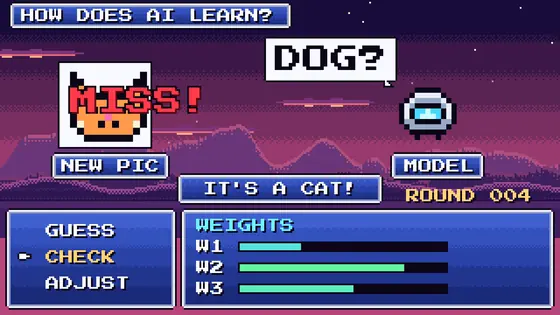 HOW DOES AI LEARN?
DOG?
MISS!
NEW PIC
MODEL
IT'S A CAT!
ROUND 004
GUESS
CHECK
ADJUST
WEIGHTS
W1
W2
W3